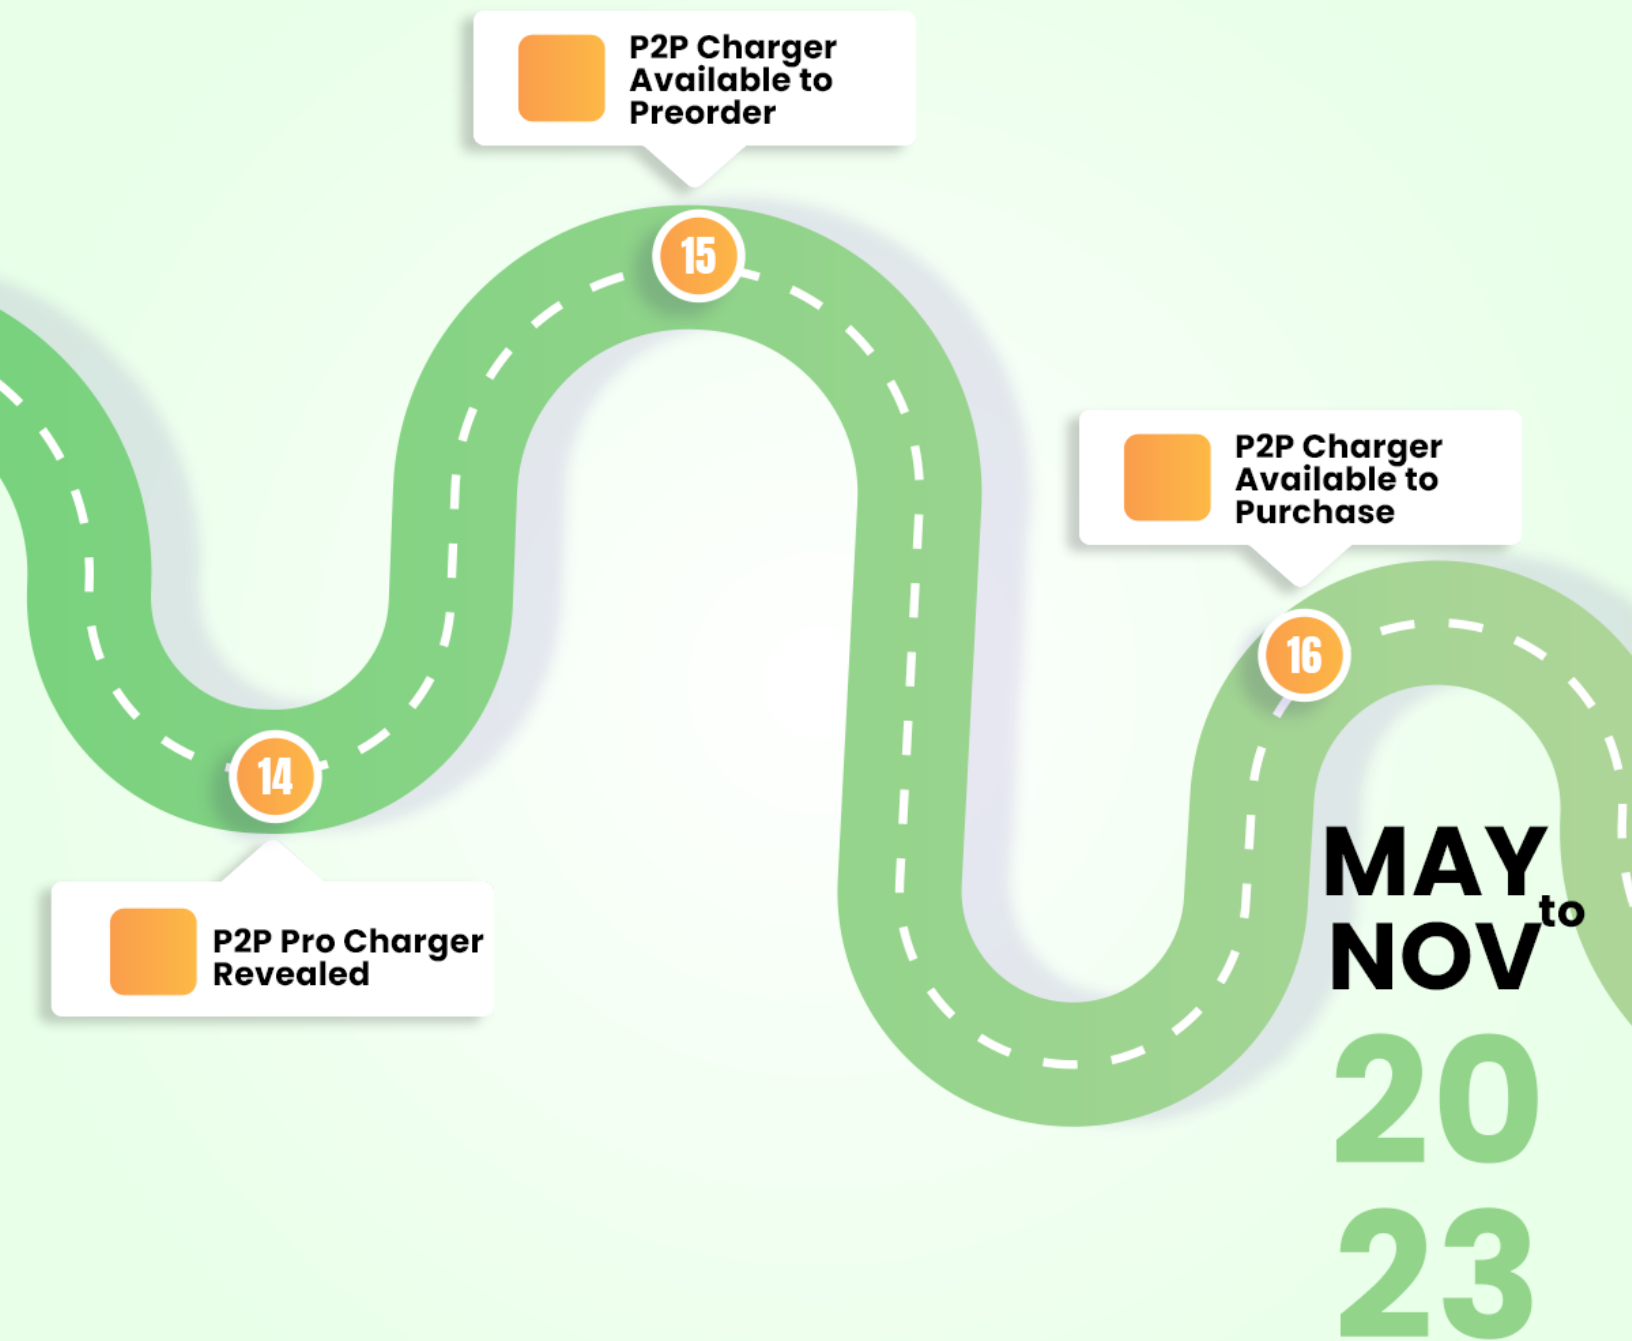 P2P Charger
Available to
Preorder
15
P2P Charger
Available to
Purchase
16
14
P2P Pro Charger
Revealed
MAY
to
NOV
20
23